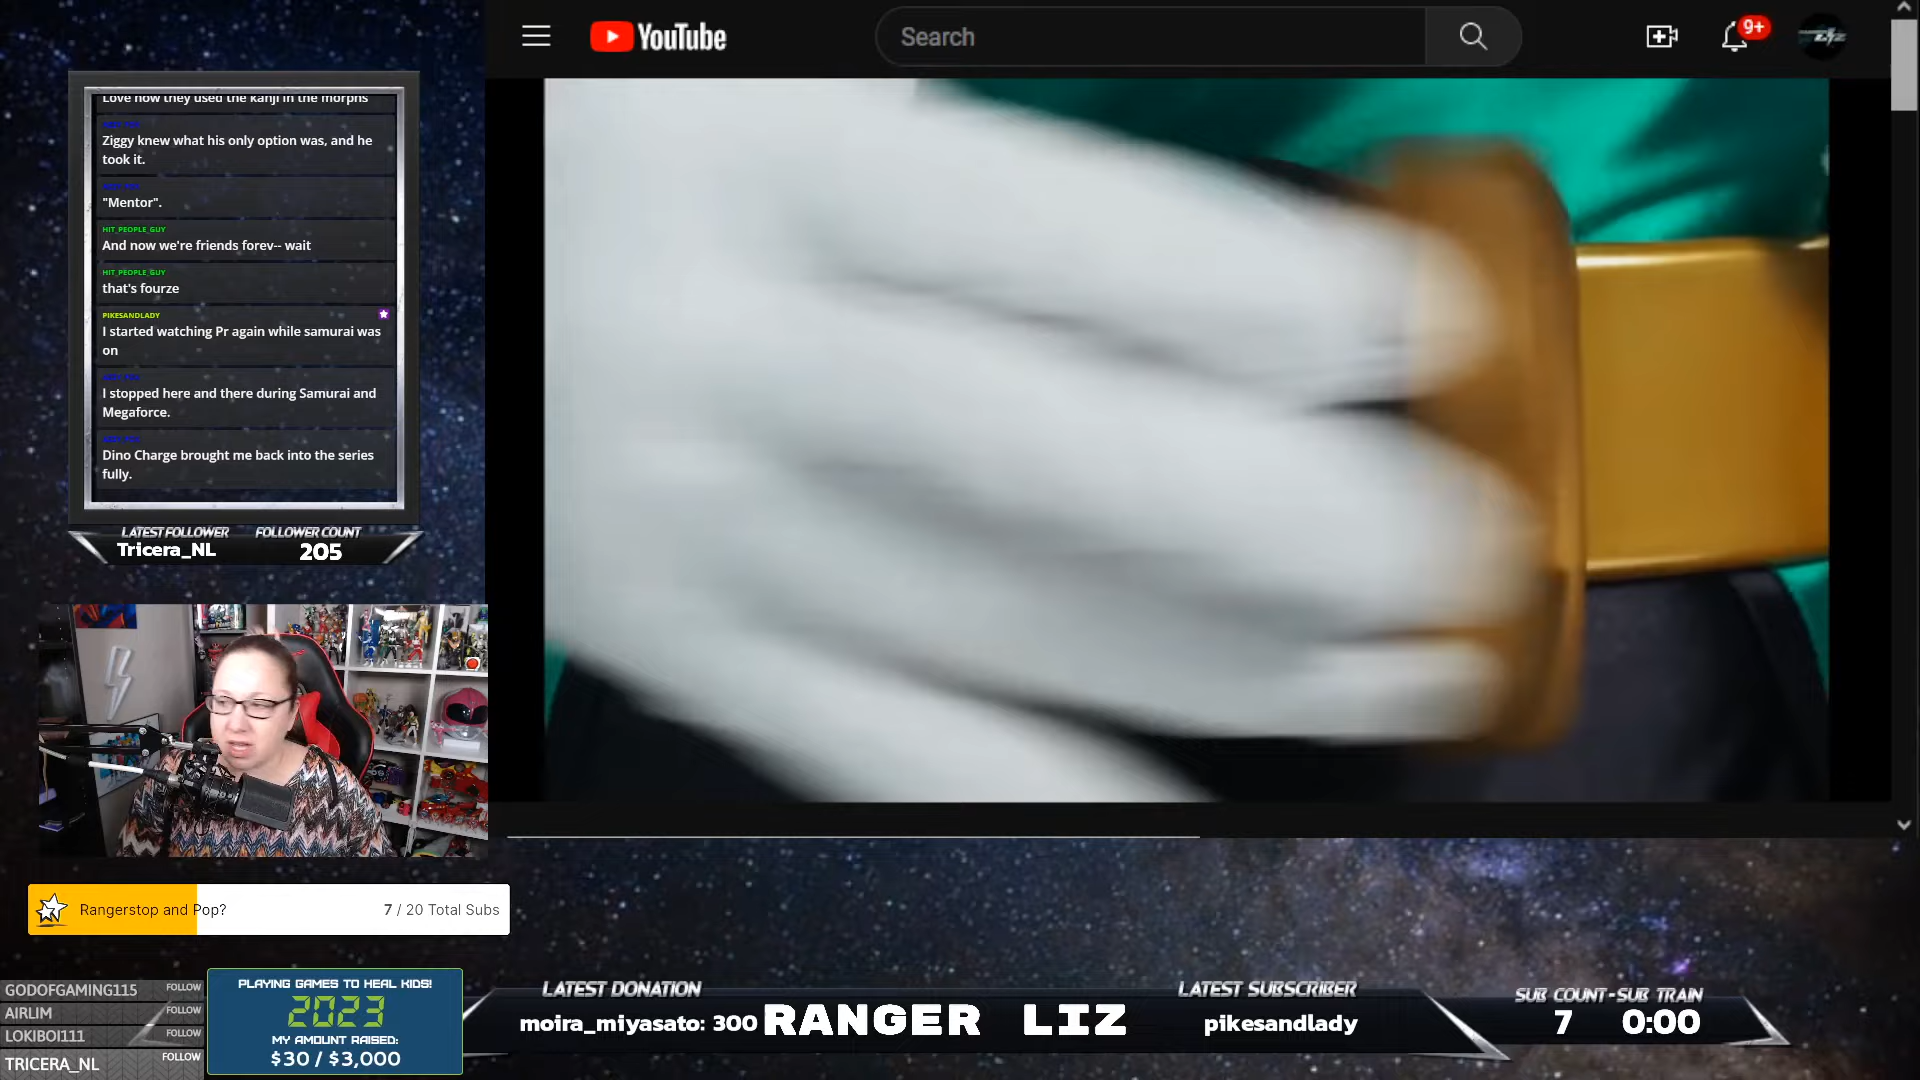 YouTube
Search
9+
Love how they used the kanji in the morphs
Ziggy knew what his only option was, and he
took it.
"Mentor".
HIT_PEOPLE_GUY
And now we're friends forev-- wait
HIT_PEOPLE_GUY
that's fourze
PIKESANDLADY
I started watching Pr again while samurai was
on
I stopped here and there during Samurai and
Megaforce.
Dino Charge brought me back into the series
fully.
LATEST FOLLOWER FOLLOWER COUNT
Tricera_NL 205
Rangerstop and Pop? 7 / 20 Total Subs
GODOFGAMING115 FOLLOW
AIRLIM FOLLOW
LOKIBOI111 FOLLOW
TRICERA_NL FOLLOW
PLAYING GAMES TO HEAL KIDS!
2023
MY AMOUNT RAISED:
$30 / $3,000
LATEST DONATION
moira_miyasato: 300
RANGER LIZ
LATEST SUBSCRIBER
pikesandlady
SUB COUNT-SUB TRAIN
7 0:00